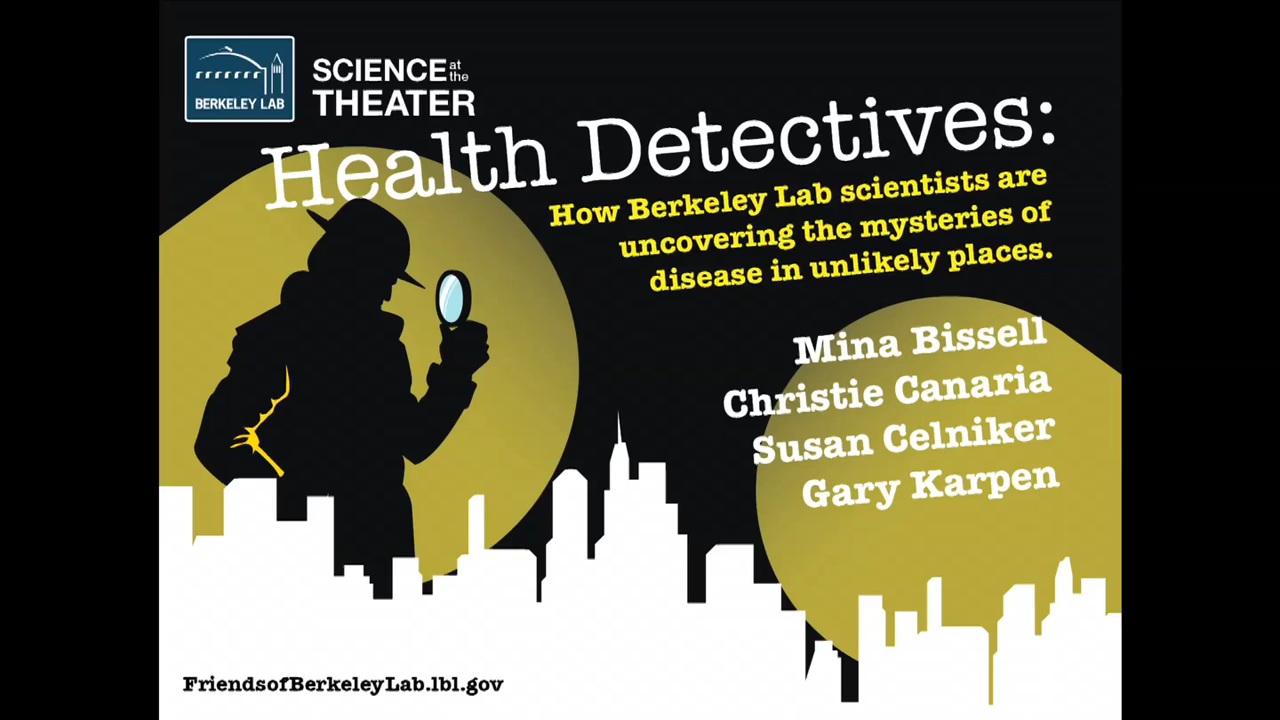 BERKELEY LAB
SCIENCE at the
THEATER
Health Detectives:
How Berkeley Lab scientists are
uncovering the mysteries of
disease in unlikely places.
Mina Bissell
Christie Canaria
Susan Celniker
Gary Karpen
FriendsofBerkeleyLab.lbl.gov